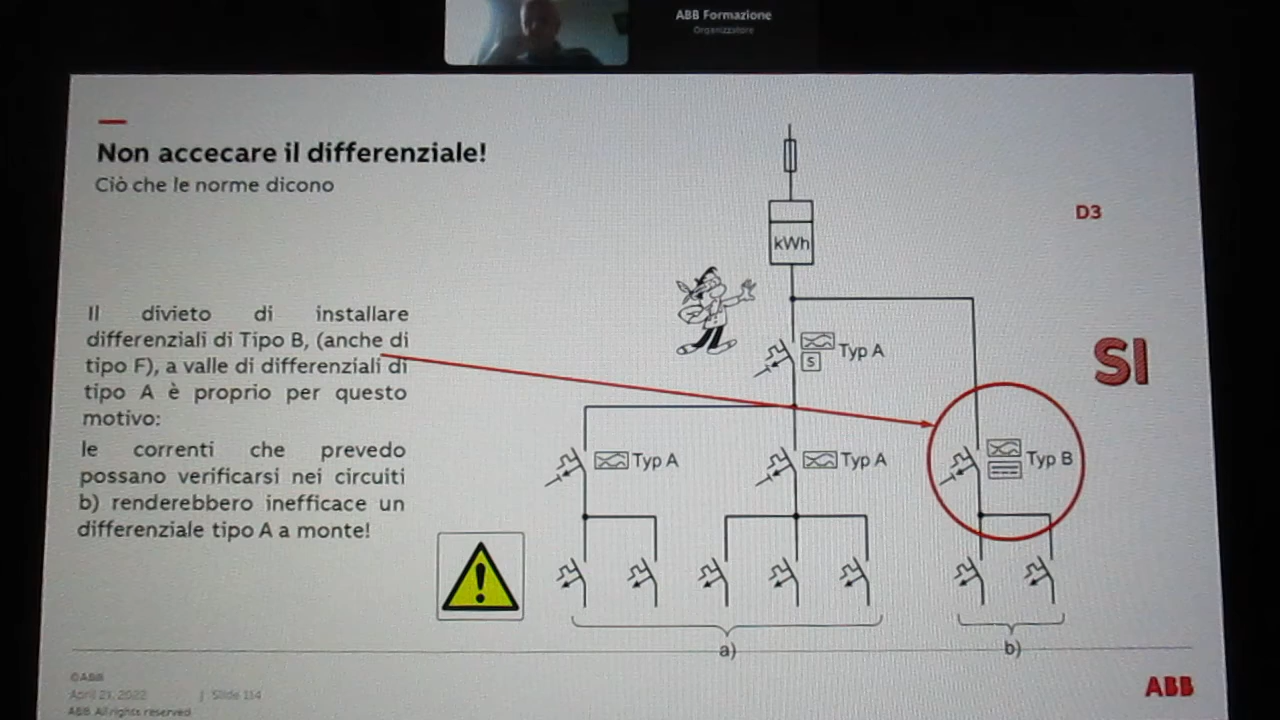 ABB Formazione
Organizzatore
Non accecare il differenziale!
Ciò che le norme dicono
D3
kWh
Il divieto di installare
differenziali di Tipo B, (anche di
tipo F), a valle di differenziali di
tipo A è proprio per questo
motivo:
le correnti che prevedo
possano verificarsi nei circuiti
b) renderebbero inefficace un
differenziale tipo A a monte!
S
Typ A
SI
Typ A
Typ A
Typ B
a)
b)
©ABB
April 21, 2022 | Slide 114
ABB All rights reserved
ABB